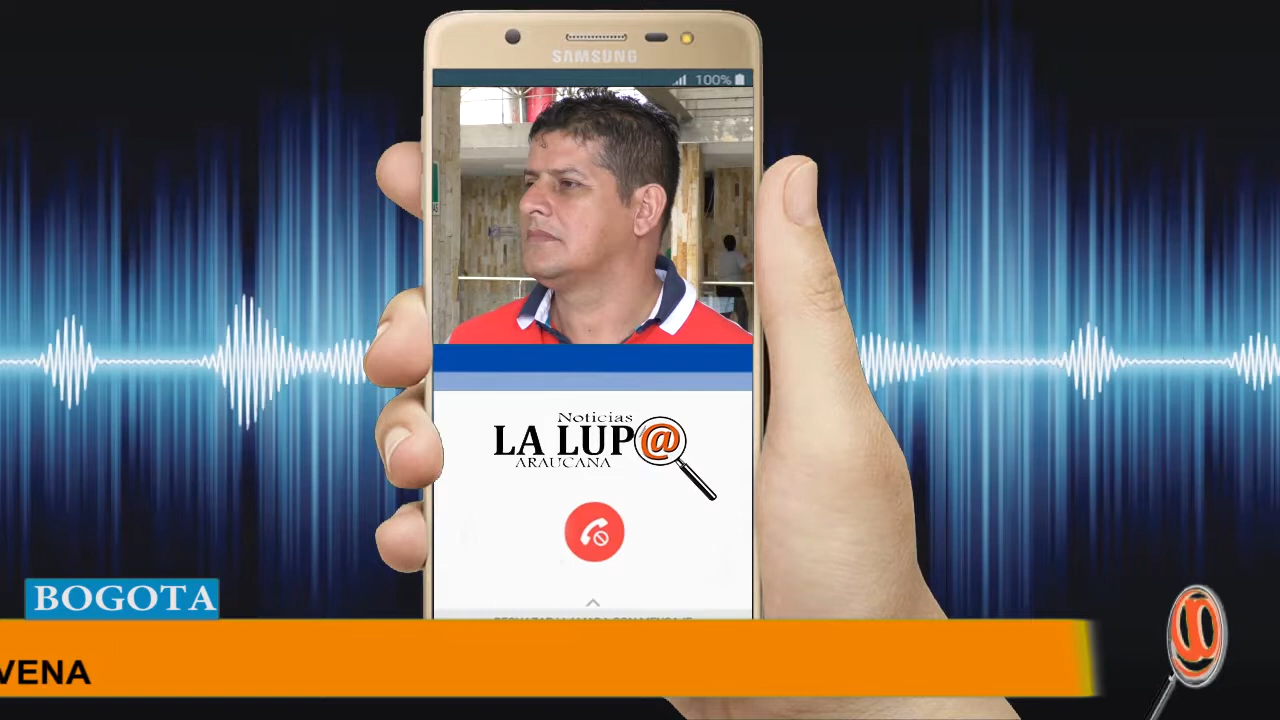 SAMSUNG
100%
Noticias
LA LUP@
ARAUCANA
BOGOTA
VENA